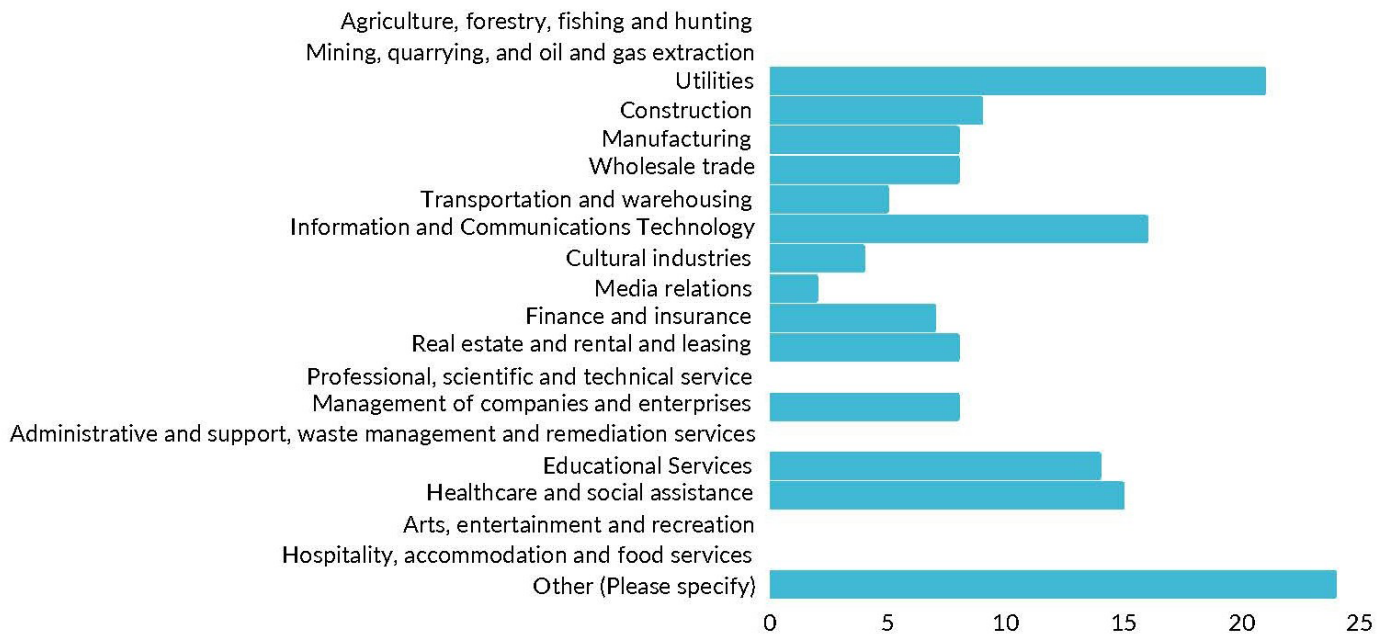 Agriculture, forestry, fishing and hunting
Mining, quarrying, and oil and gas extraction
Utilities
Construction
Manufacturing
Wholesale trade
Transportation and warehousing
Information and Communications Technology
Cultural industries
Media relations
Finance and insurance
Real estate and rental and leasing
Professional, scientific and technical service
Management of companies and enterprises
Administrative and support, waste management and remediation services
Educational Services
Healthcare and social assistance
Arts, entertainment and recreation
Hospitality, accommodation and food services
Other (Please specify)
0 5 10 15 20 25